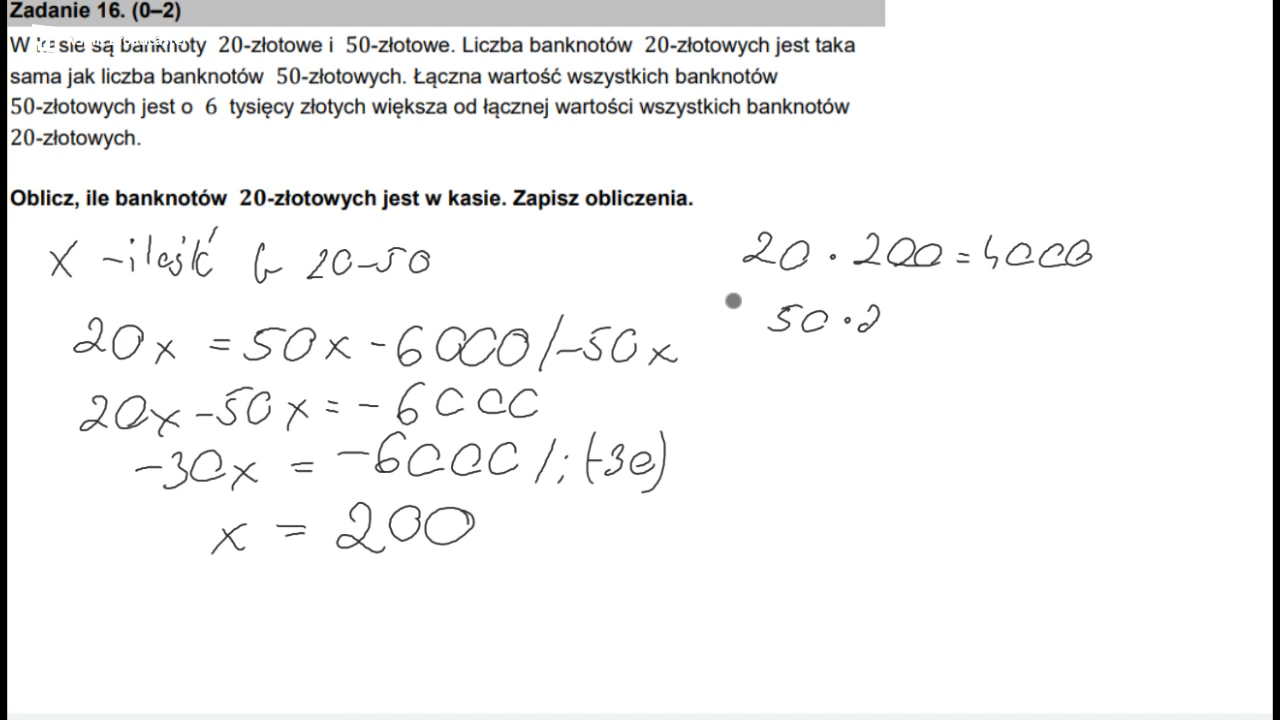 Zadanie 16. (0–2)
W są banknoty 20-złotowe i 50-złotowe. Liczba banknotów 20-złotowych jest taka
sama jak liczba banknotów 50-złotowych. Łączna wartość wszystkich banknotów
50-złotowych jest o 6 tysięcy złotych większa od łącznej wartości wszystkich banknotów
20-złotowych.
Oblicz, ile banknotów 20-złotowych jest w kasie. Zapisz obliczenia.
X - ilość b 20-50
20x = 50x - 6000 /-50x
20x - 50x = - 6000
-30x = -6000 /:(-30)
x = 200
20 · 200 = 4000
50 · 2